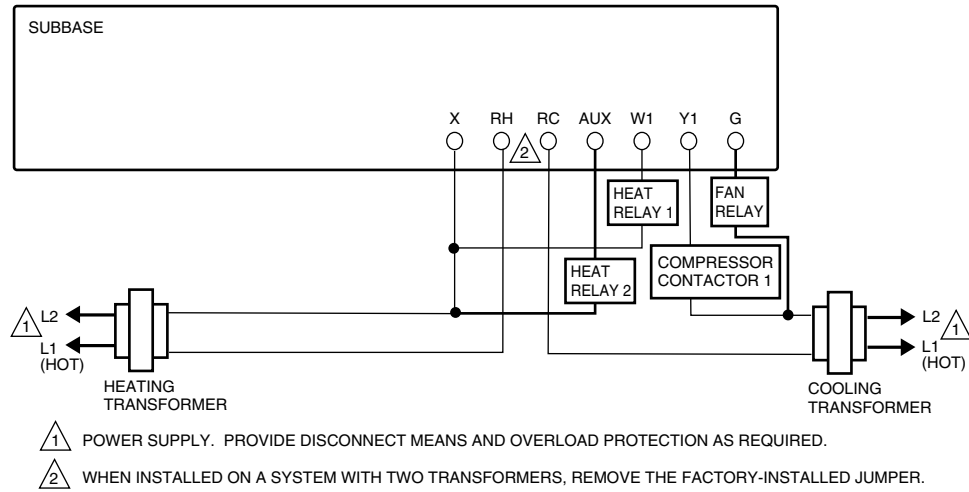 SUBBASE
X RH RC AUX W1 Y1 G
2
HEAT
RELAY 1
FAN
RELAY
HEAT
RELAY 2
COMPRESSOR
CONTACTOR 1
1
L2
L1
(HOT)
HEATING
TRANSFORMER
L2
1
L1
(HOT)
COOLING
TRANSFORMER
1 POWER SUPPLY. PROVIDE DISCONNECT MEANS AND OVERLOAD PROTECTION AS REQUIRED.
2 WHEN INSTALLED ON A SYSTEM WITH TWO TRANSFORMERS, REMOVE THE FACTORY-INSTALLED JUMPER.